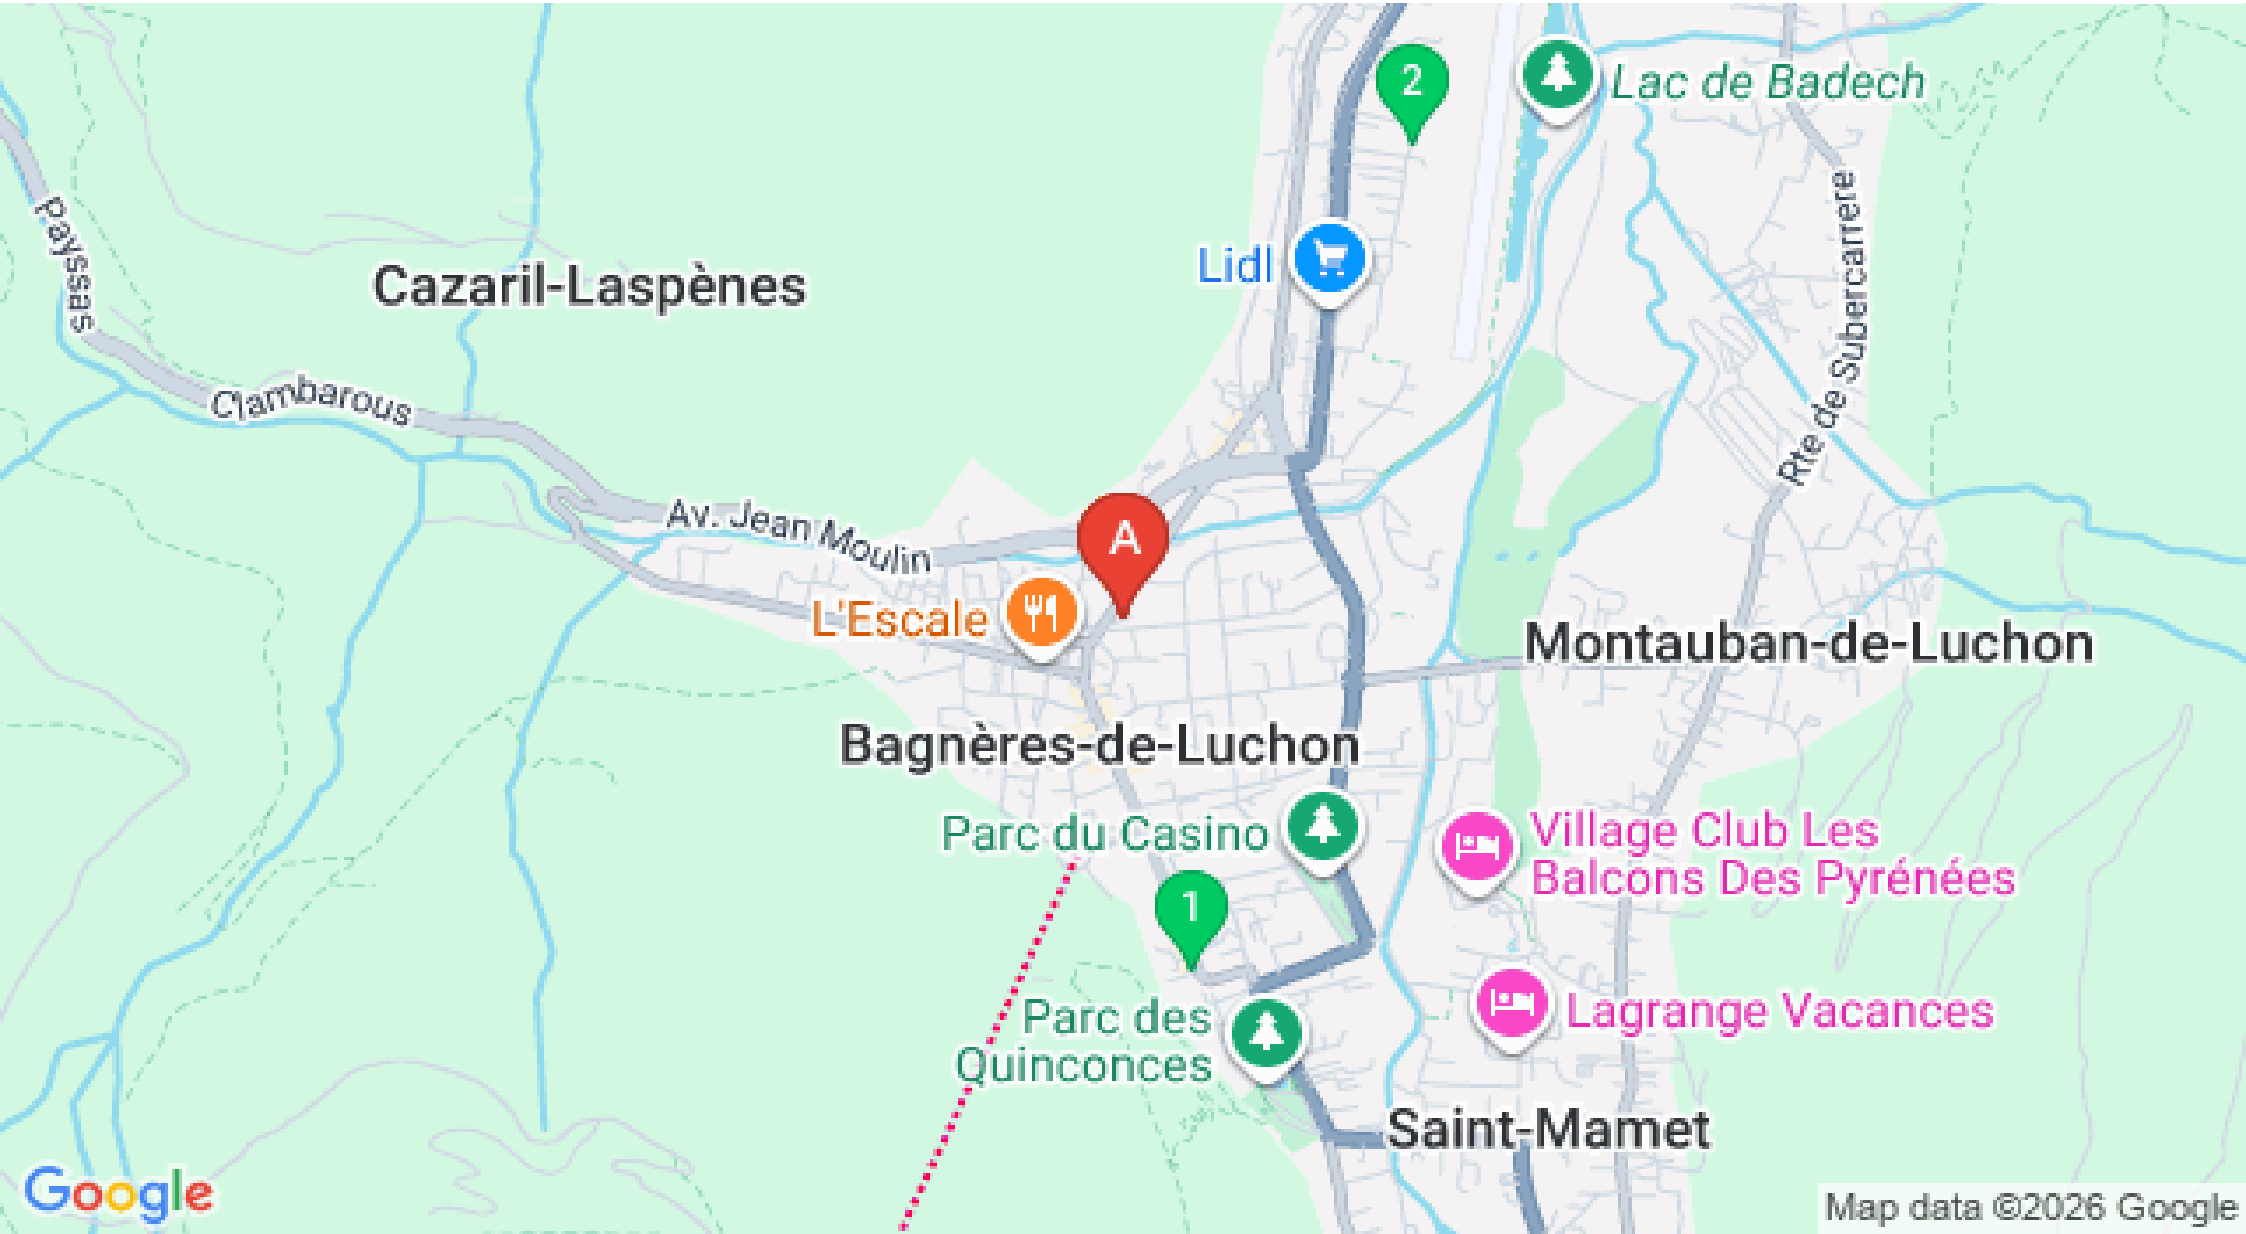 2
Lac de Badech
Payssas
Lidl
Cazaril-Laspènes
Rte de Subercarrere
Clambarous
Av. Jean Moulin
A
L'Escale
Montauban-de-Luchon
Bagnères-de-Luchon
Parc du Casino
Village Club Les
Balcons Des Pyrénées
1
Parc des
Quinconces
Lagrange Vacances
Saint-Mamet
Google
Map data ©2026 Google